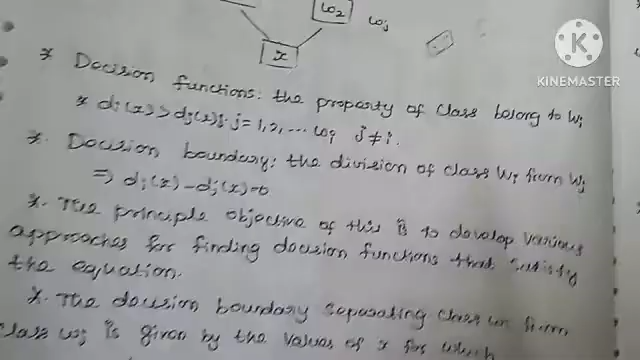 ω2 ωj
x
K
KINEMASTER
* Decision functions: the property of class belong to Wi
* di(x) > dj(x); j = 1, 2, ... ω, j ≠ i.
* Decision boundary: the division of class Wi from Wj
⇒ di(x) - dj(x) = 0
*. The principle objective of this is to develop various
approaches for finding decision functions that satisfy
the equation.
*. The decision boundary separating class ωi from
class ωj is given by the values of x for which